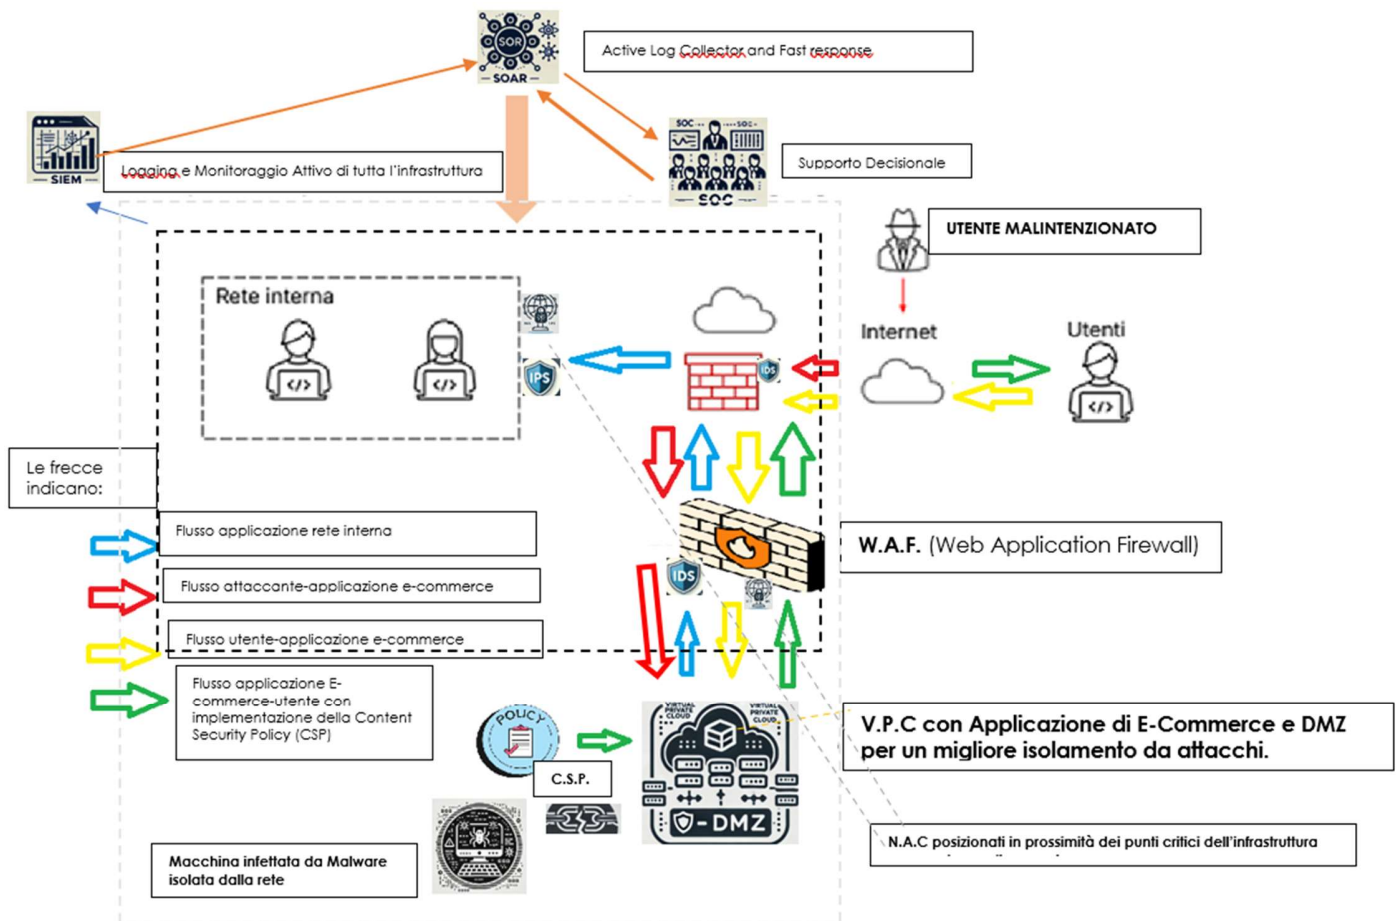 SOR
SOAR
Active Log Collector and Fast response
SIEM
Logging e Monitoraggio Attivo di tutta l'infrastruttura
SOC
SOC
Supporto Decisionale
UTENTE MALINTENZIONATO
Rete interna
</>
</>
IPS
IDS
Internet
Utenti
</>
Le frecce
indicano:
Flusso applicazione rete interna
Flusso attaccante-applicazione e-commerce
Flusso utente-applicazione e-commerce
Flusso applicazione E-
commerce-utente con
implementazione della Content
Security Policy (CSP)
IDS
W.A.F. (Web Application Firewall)
POLICY
C.S.P.
VIRTUAL
PRIVATE
CLOUD
VIRTUAL
PRIVATE
CLOUD
-DMZ
V.P.C con Applicazione di E-Commerce e DMZ
per un migliore isolamento da attacchi.
N.A.C posizionati in prossimità dei punti critici dell'infrastruttura
Macchina infettata da Malware
isolata dalla rete